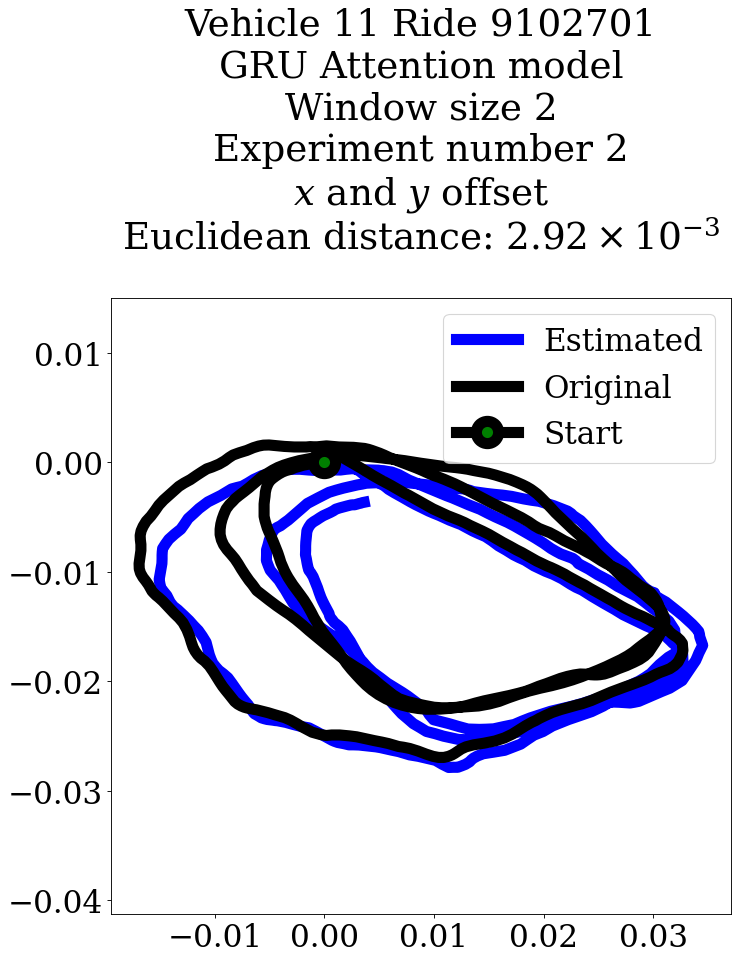 Vehicle 11 Ride 9102701
GRU Attention model
Window size 2
Experiment number 2
x and y offset
Euclidean distance: 2.92 × 10⁻³
Estimated
Original
Start
0.01
0.00
−0.01
−0.02
−0.03
−0.04
−0.01 0.00 0.01 0.02 0.03